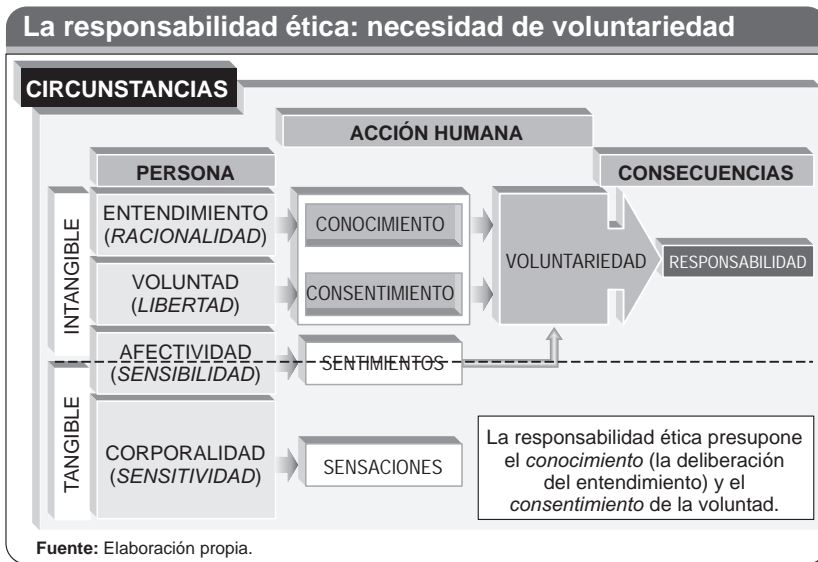 La responsabilidad ética: necesidad de voluntariedad
CIRCUNSTANCIAS
ACCIÓN HUMANA
PERSONA
CONSECUENCIAS
INTANGIBLE
ENTENDIMIENTO
(RACIONALIDAD)
CONOCIMIENTO
VOLUNTAD
(LIBERTAD)
CONSENTIMIENTO
VOLUNTARIEDAD
RESPONSABILIDAD
AFECTIVIDAD
(SENSIBILIDAD)
SENTIMIENTOS
TANGIBLE
CORPORALIDAD
(SENSITIVIDAD)
SENSACIONES
La responsabilidad ética presupone
el conocimiento (la deliberación
del entendimiento) y el
consentimiento de la voluntad.
Fuente: Elaboración propia.